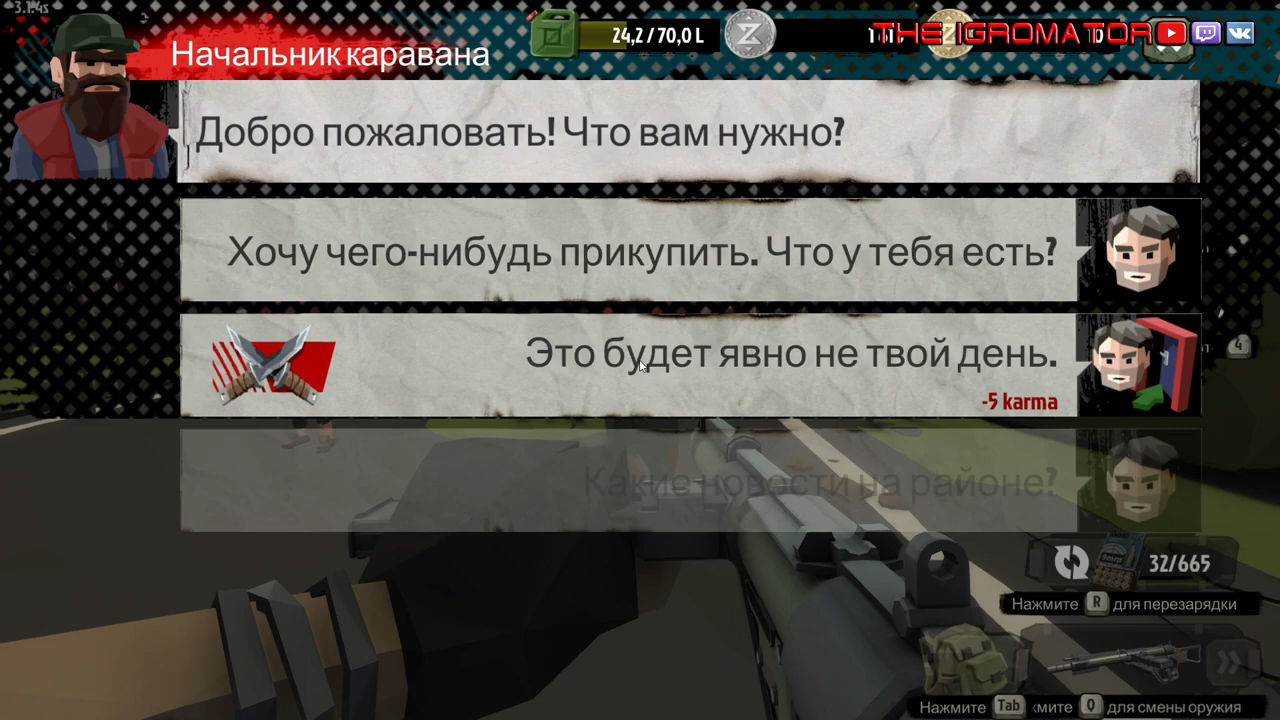 3.1.4s
24,2/70,0 L
THE IGROMATOR
Начальник каравана
Добро пожаловать! Что вам нужно?
Хочу чего-нибудь прикупить. Что у тебя есть?
Это будет явно не твой день.
-5 karma
4
Какие новости на районе?
32/665
Нажмите R для перезарядки
Нажмите Tab
Q для смены оружия